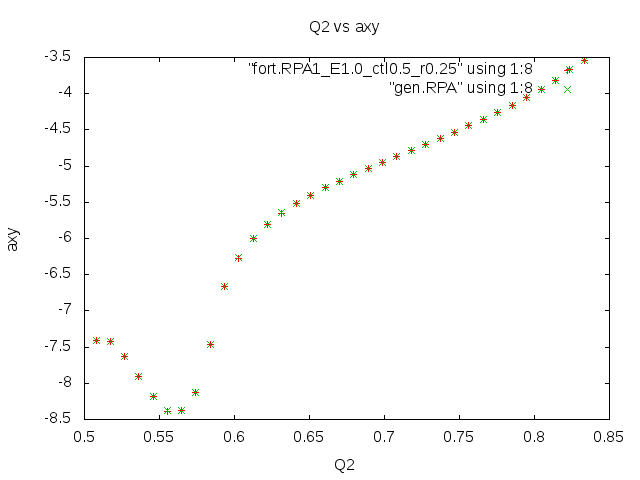 Q2 vs axy
"fort.RPA1_E1.0_ctl0.5_r0.25" using 1:8
"gen.RPA" using 1:8
-3.5
-4
-4.5
-5
-5.5
-6
-6.5
-7
-7.5
-8
-8.5
axy
0.5 0.55 0.6 0.65 0.7 0.75 0.8 0.85
Q2